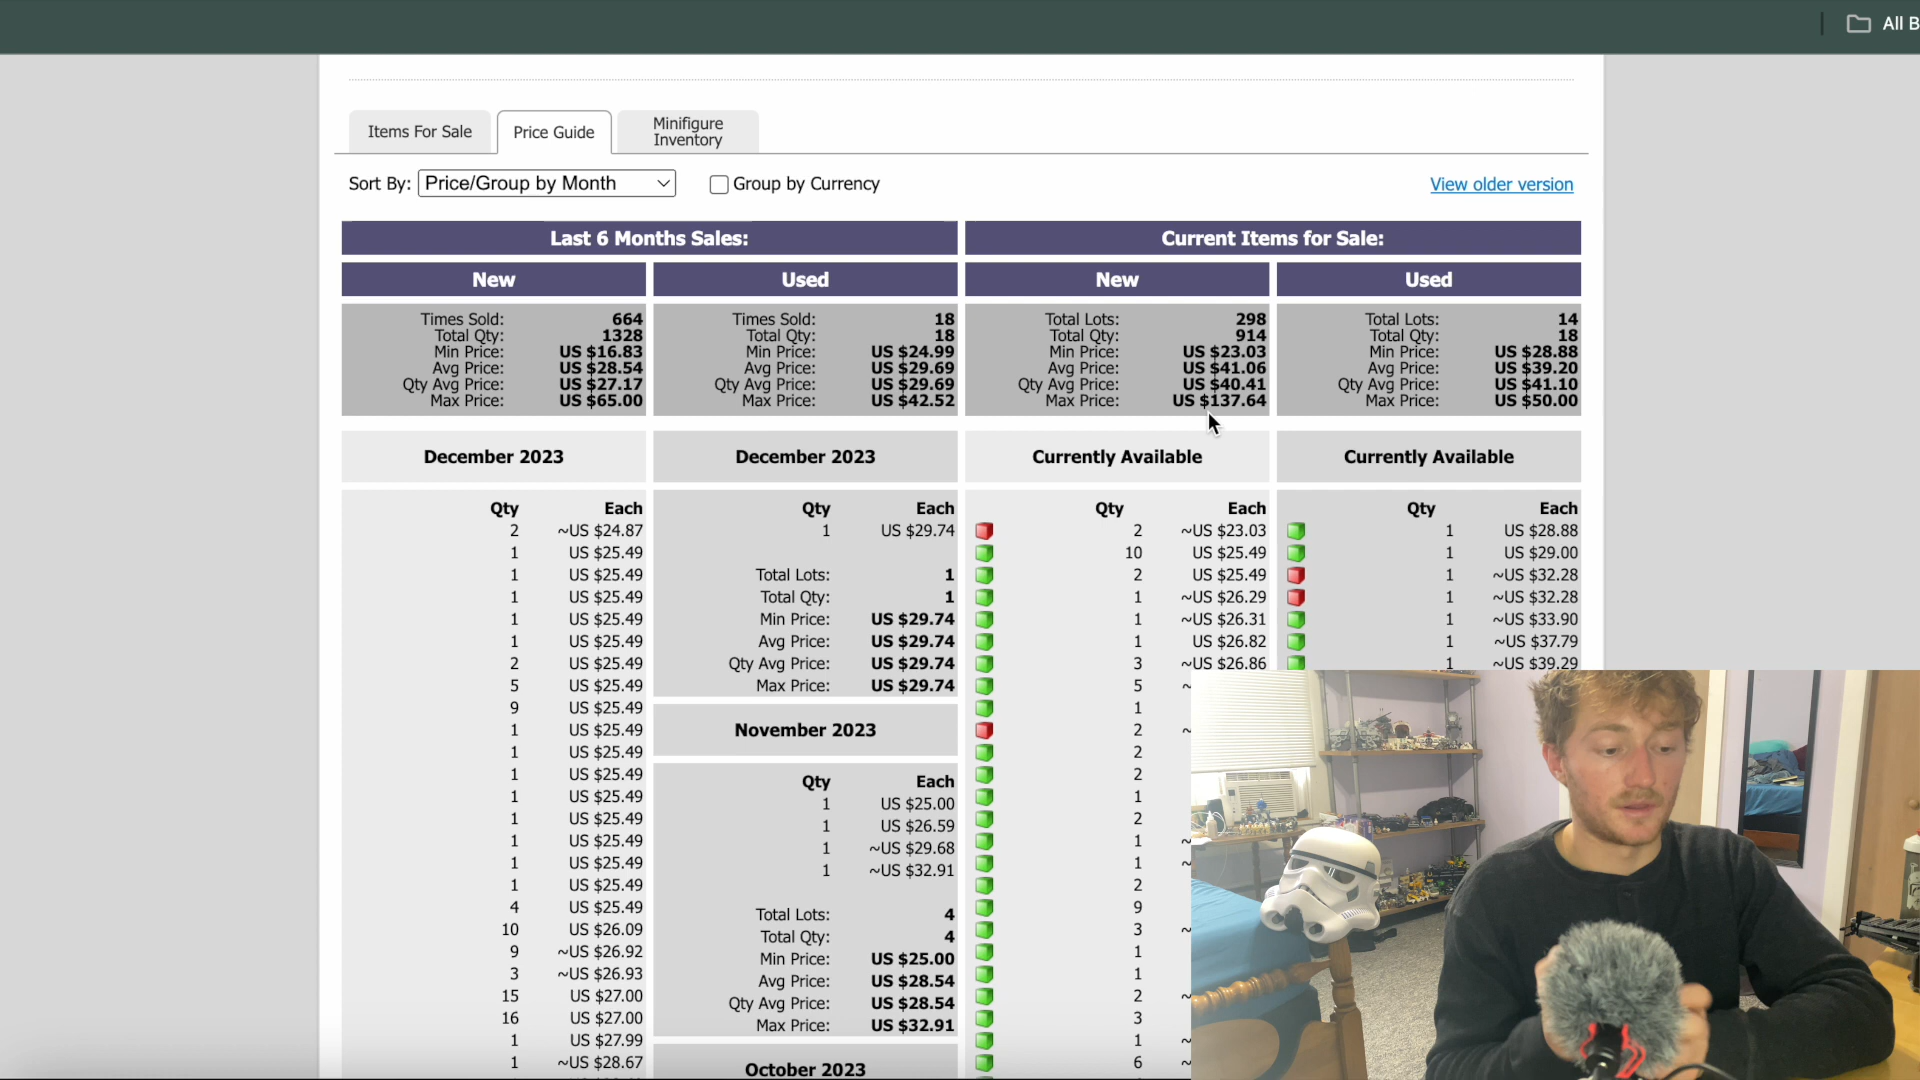 All B
Items For Sale
Price Guide
Minifigure
Inventory
Sort By: Price/Group by Month
Group by Currency
View older version
Last 6 Months Sales:
Current Items for Sale:
New
Used
New
Used
Times Sold: 664
Total Qty: 1328
Min Price: US $16.83
Avg Price: US $28.54
Qty Avg Price: US $27.17
Max Price: US $65.00
Times Sold: 18
Total Qty: 18
Min Price: US $24.99
Avg Price: US $29.69
Qty Avg Price: US $29.69
Max Price: US $42.52
Total Lots: 298
Total Qty: 914
Min Price: US $23.03
Avg Price: US $41.06
Qty Avg Price: US $40.41
Max Price: US $137.64
Total Lots: 14
Total Qty: 18
Min Price: US $28.88
Avg Price: US $39.20
Qty Avg Price: US $41.10
Max Price: US $50.00
December 2023
Qty Each
2 ~US $24.87
1 US $25.49
1 US $25.49
1 US $25.49
1 US $25.49
1 US $25.49
2 US $25.49
5 US $25.49
9 US $25.49
1 US $25.49
1 US $25.49
1 US $25.49
1 US $25.49
1 US $25.49
1 US $25.49
1 US $25.49
1 US $25.49
4 US $25.49
10 US $26.09
9 ~US $26.92
3 ~US $26.93
15 US $27.00
16 US $27.00
1 US $27.99
1 ~US $28.67
December 2023
Qty Each
1 US $29.74
Total Lots: 1
Total Qty: 1
Min Price: US $29.74
Avg Price: US $29.74
Qty Avg Price: US $29.74
Max Price: US $29.74
November 2023
Qty Each
1 US $25.00
1 US $26.59
1 ~US $29.68
1 ~US $32.91
Total Lots: 4
Total Qty: 4
Min Price: US $25.00
Avg Price: US $28.54
Qty Avg Price: US $28.54
Max Price: US $32.91
October 2023
Currently Available
Qty Each
2 ~US $23.03
10 US $25.49
2 US $25.49
1 ~US $26.29
1 ~US $26.31
1 US $26.82
3 ~US $26.86
5 ~
1
2 ~
2
2
1
2
1 ~
1 ~
2
9
3 ~
1
1
2 ~
3
1 ~
6 ~
Currently Available
Qty Each
1 US $28.88
1 US $29.00
1 ~US $32.28
1 ~US $32.28
1 ~US $33.90
1 ~US $37.79
1 ~US $39.29